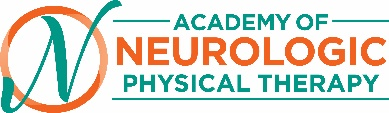 N
ACADEMY OF
NEUROLOGIC
PHYSICAL THERAPY